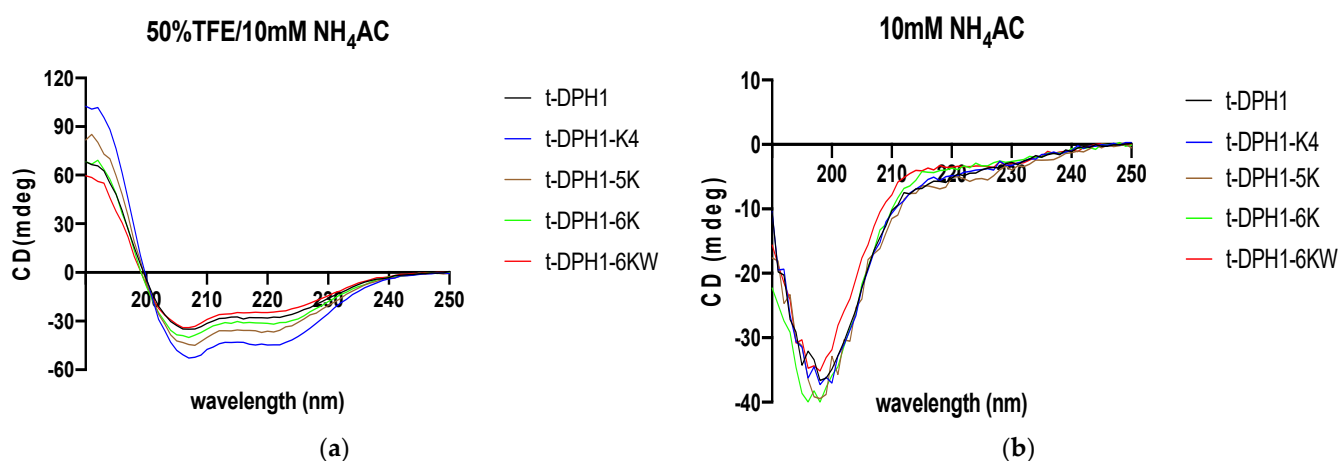 50%TFE/10mM NH₄AC
120
90
60
30
0
-30
-60
200
210
220
230
240
250
CD(mdeg)
wavelength (nm)
t-DPH1
t-DPH1-K4
t-DPH1-5K
t-DPH1-6K
t-DPH1-6KW
(a)
10mM NH₄AC
10
0
-10
-20
-30
-40
200
210
220
230
240
250
CD (mdeg)
wavelength (nm)
t-DPH1
t-DPH1-K4
t-DPH1-5K
t-DPH1-6K
t-DPH1-6KW
(b)